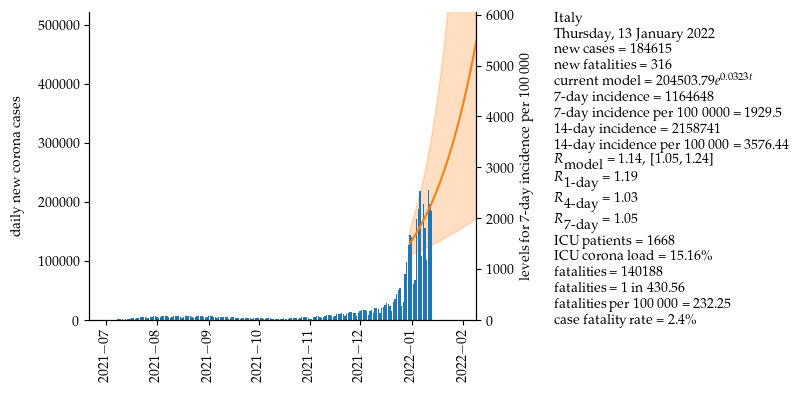 daily new corona cases
500000
400000
300000
200000
100000
0
2021−07
2021−08
2021−09
2021−10
2021−11
2021−12
2022−01
2022−02
6000
5000
4000
3000
2000
1000
0
levels for 7-day incidence per 100 000
Italy
Thursday, 13 January 2022
new cases = 184615
new fatalities = 316
current model = 204503.79e^0.0323t
7-day incidence = 1164648
7-day incidence per 100 0000 = 1929.5
14-day incidence = 2158741
14-day incidence per 100 000 = 3576.44
R_model = 1.14, [1.05, 1.24]
R_1-day = 1.19
R_4-day = 1.03
R_7-day = 1.05
ICU patients = 1668
ICU corona load = 15.16%
fatalities = 140188
fatalities = 1 in 430.56
fatalities per 100 000 = 232.25
case fatality rate = 2.4%